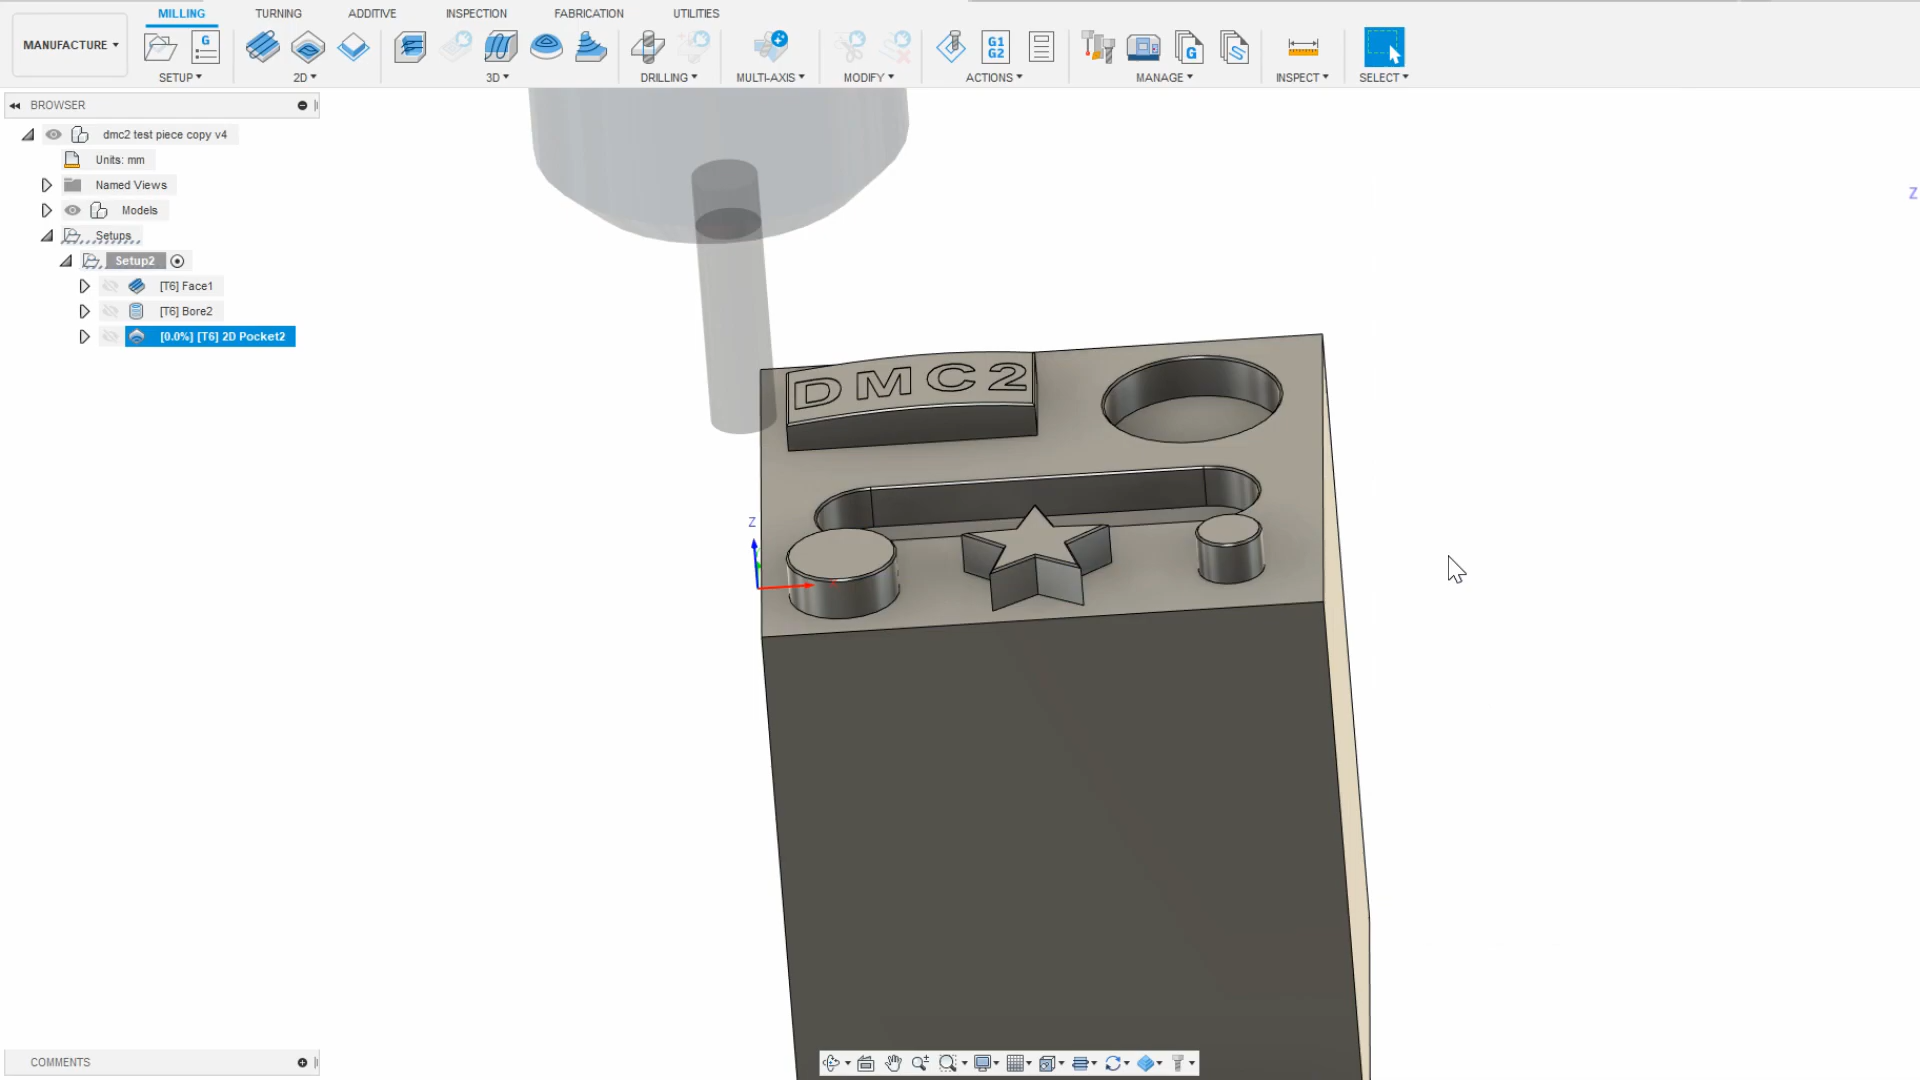 MILLING TURNING ADDITIVE INSPECTION FABRICATION UTILITIES
MANUFACTURE
G
G1
G2
G
SETUP 2D 3D DRILLING MULTI-AXIS MODIFY ACTIONS MANAGE INSPECT SELECT
BROWSER
dmc2 test piece copy v4
Units: mm
Named Views
Models
Setups
Setup2
[T6] Face1
[T6] Bore2
[0.0%] [T6] 2D Pocket2
Z
DMC2
Z
COMMENTS